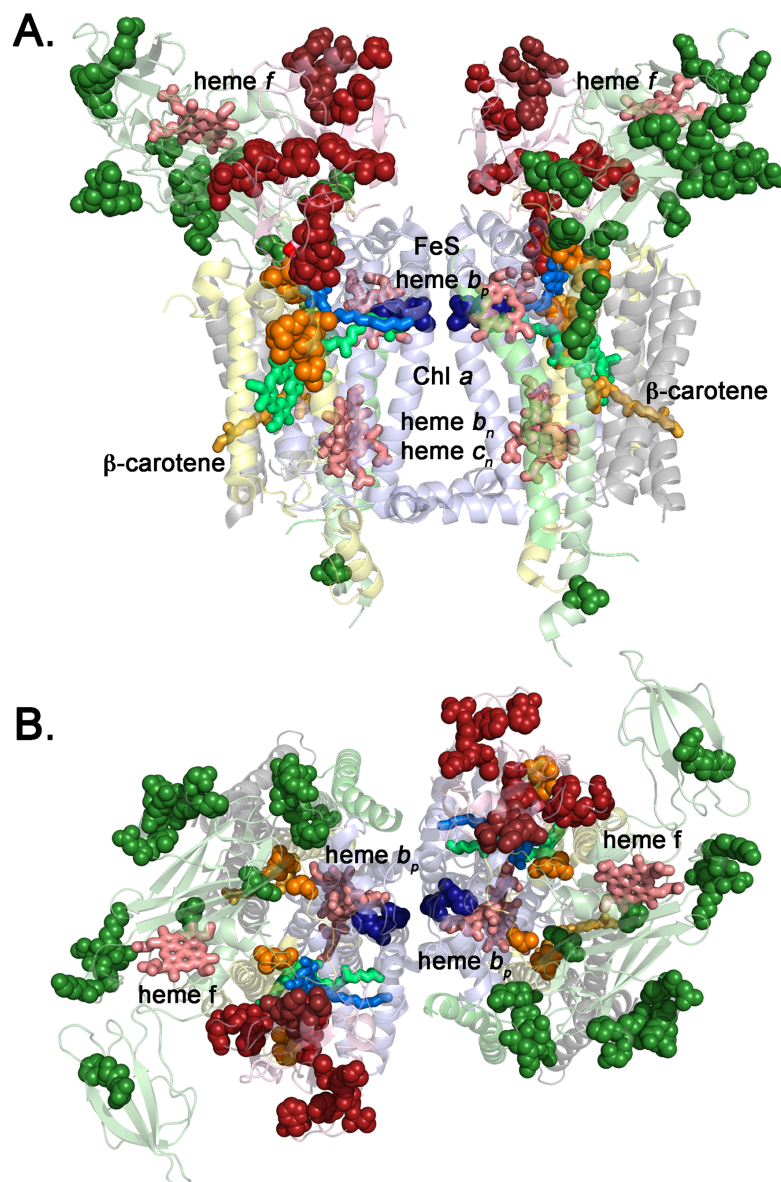 A.
heme f
heme f
FeS
heme bp
Chl a
β-carotene
heme bn
heme cn
β-carotene
B.
heme bp
heme f
heme f
heme bp